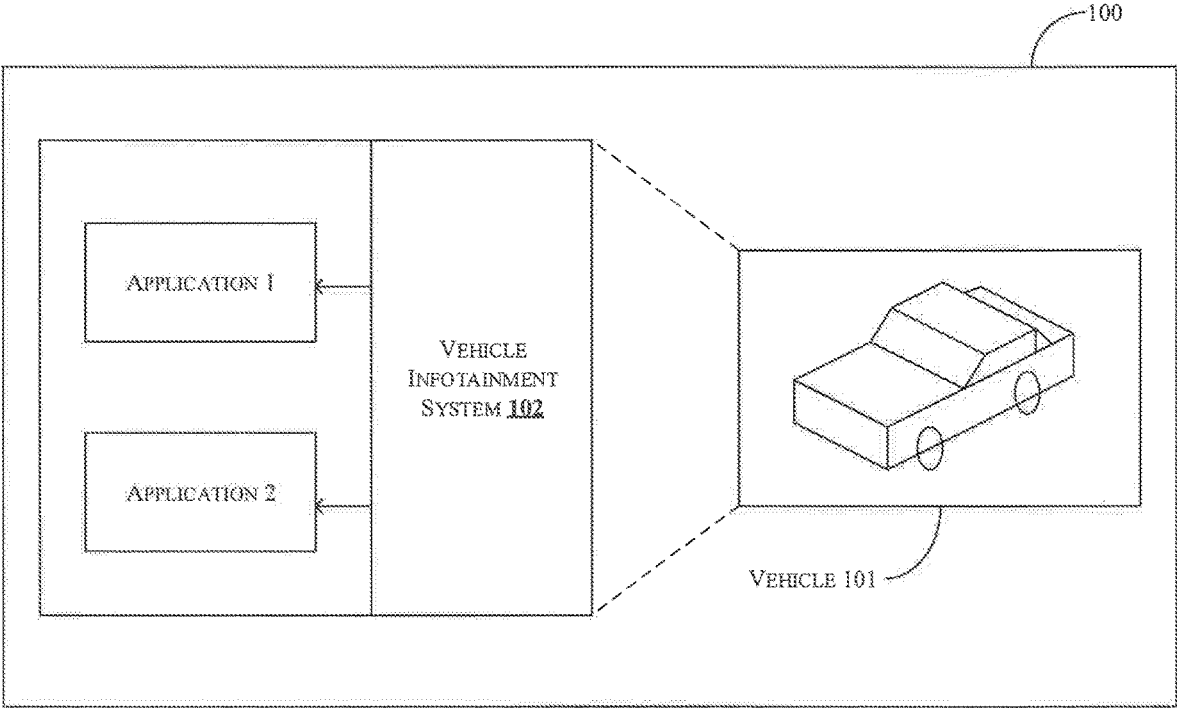 100
APPLICATION 1
VEHICLE
INFOTAINMENT
SYSTEM 102
APPLICATION 2
VEHICLE 101